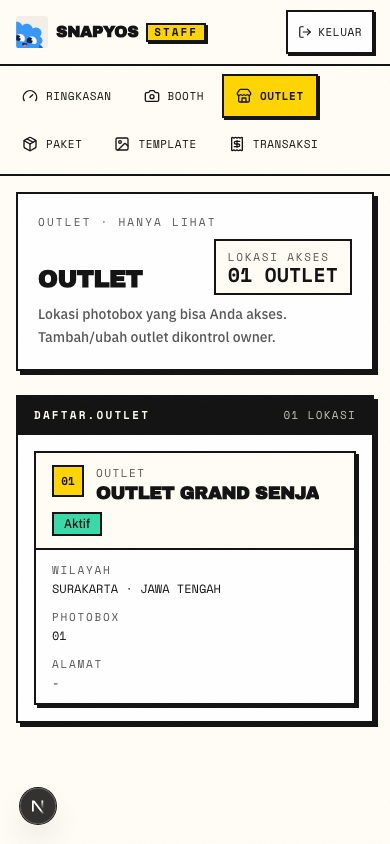 SNAPYOS STAFF KELUAR
RINGKASAN BOOTH OUTLET
PAKET TEMPLATE TRANSAKSI
OUTLET · HANYA LIHAT
LOKASI AKSES
OUTLET 01 OUTLET
Lokasi photobox yang bisa Anda akses.
Tambah/ubah outlet dikontrol owner.
DAFTAR.OUTLET 01 LOKASI
01 OUTLET
OUTLET GRAND SENJA
Aktif
WILAYAH
SURAKARTA · JAWA TENGAH
PHOTOBOX
01
ALAMAT
-
N